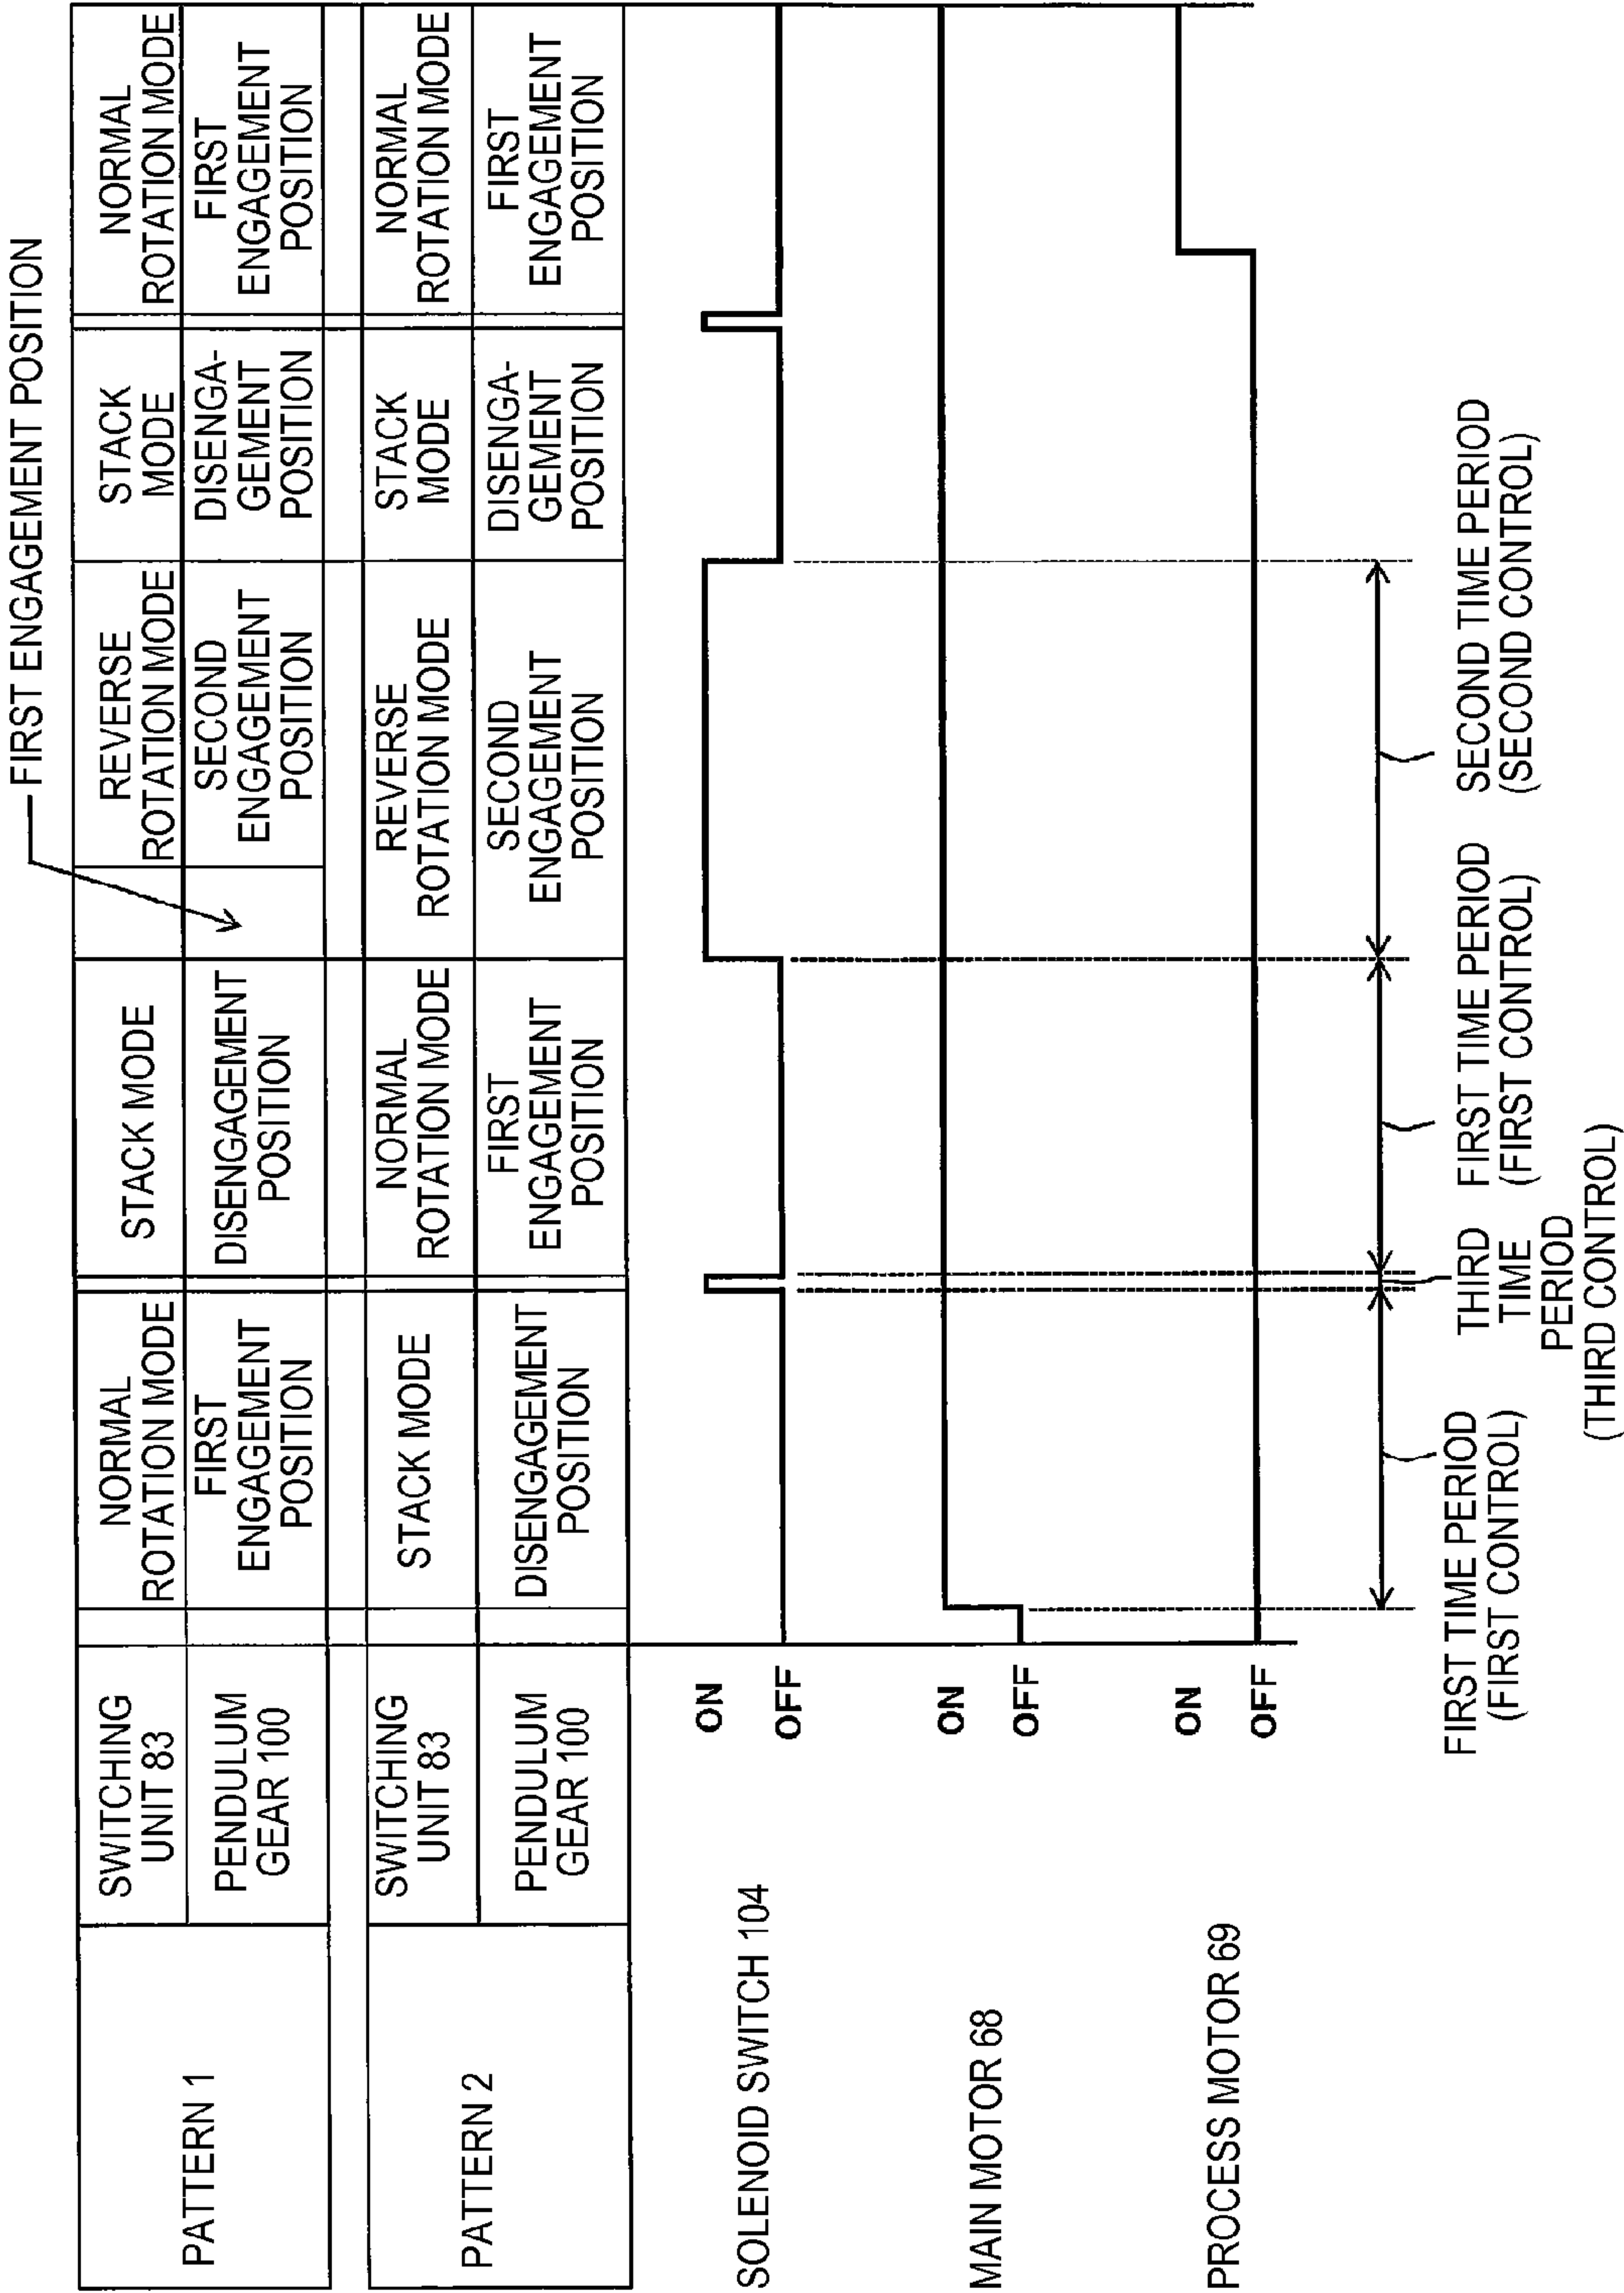 FIRST ENGAGEMENT POSITION
PATTERN 1
SWITCHING
UNIT 83
NORMAL
ROTATION MODE
STACK MODE
REVERSE
ROTATION MODE
STACK
MODE
NORMAL
ROTATION MODE
PENDULUM
GEAR 100
FIRST
ENGAGEMENT
POSITION
DISENGAGEMENT
POSITION
SECOND
ENGAGEMENT
POSITION
DISENGA-
GEMENT
POSITION
FIRST
ENGAGEMENT
POSITION
PATTERN 2
SWITCHING
UNIT 83
STACK MODE
NORMAL
ROTATION MODE
REVERSE
ROTATION MODE
STACK
MODE
NORMAL
ROTATION MODE
PENDULUM
GEAR 100
DISENGAGEMENT
POSITION
FIRST
ENGAGEMENT
POSITION
SECOND
ENGAGEMENT
POSITION
DISENGA-
GEMENT
POSITION
FIRST
ENGAGEMENT
POSITION
SOLENOID SWITCH 104
ON
OFF
MAIN MOTOR 68
ON
OFF
PROCESS MOTOR 69
ON
OFF
FIRST TIME PERIOD
(FIRST CONTROL)
THIRD
TIME
PERIOD
(THIRD CONTROL)
FIRST TIME PERIOD
(FIRST CONTROL)
SECOND TIME PERIOD
(SECOND CONTROL)